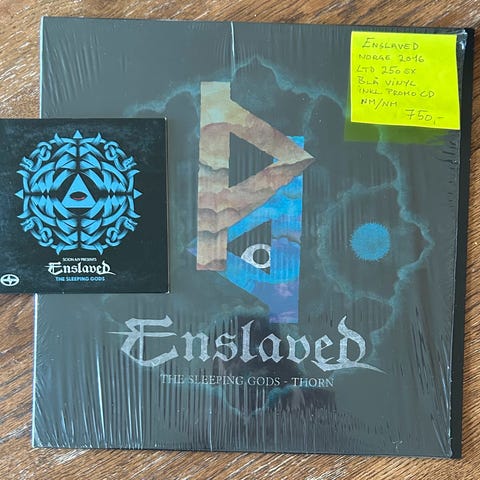 ENSLAVED
NORGE 2016
LTD 250 EX
BLÅ VINYL
INKL PROMO CD
NM/NM
750,-
SCION A/V PRESENTS
Enslaved
THE SLEEPING GODS
Enslaved
THE SLEEPING GODS - THORN